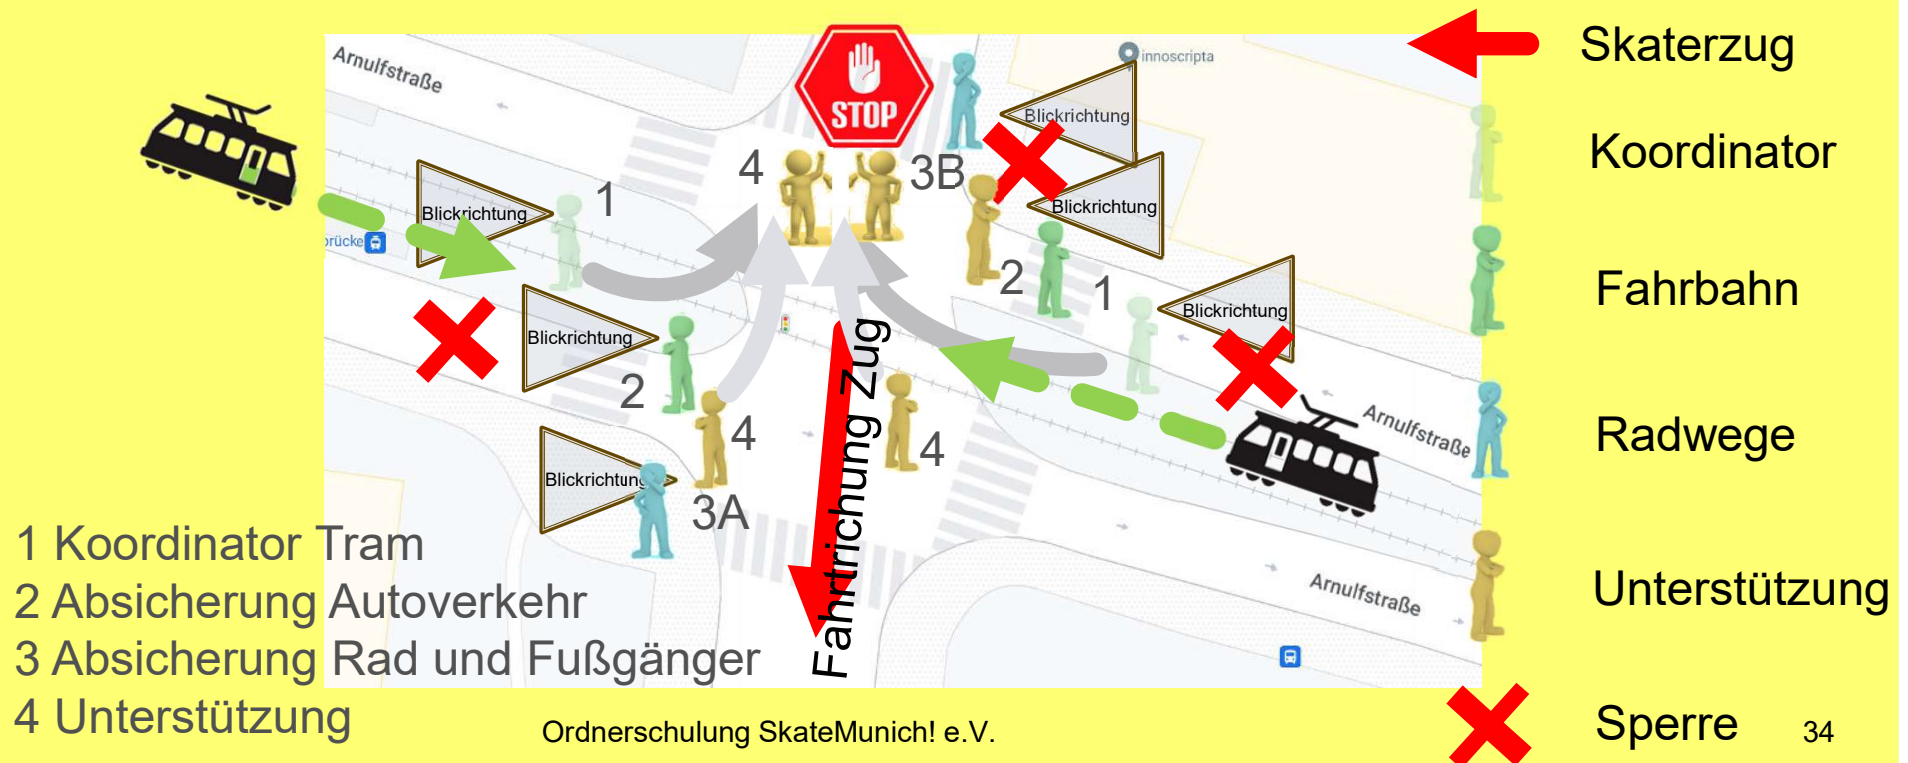 Arnulfstraße
innoscripta
STOP
Skaterzug
Blickrichtung
Koordinator
4
3B
1
Blickrichtung
Blickrichtung
brücke
2
1
Fahrbahn
Blickrichtung
Blickrichtung
2
Fahrtrichung Zug
4
4
Arnulfstraße
Radwege
Blickrichtung
3A
1 Koordinator Tram
2 Absicherung Autoverkehr
3 Absicherung Rad und Fußgänger
4 Unterstützung
Arnulfstraße
Unterstützung
Sperre
Ordnerschulung SkateMunich! e.V.
34